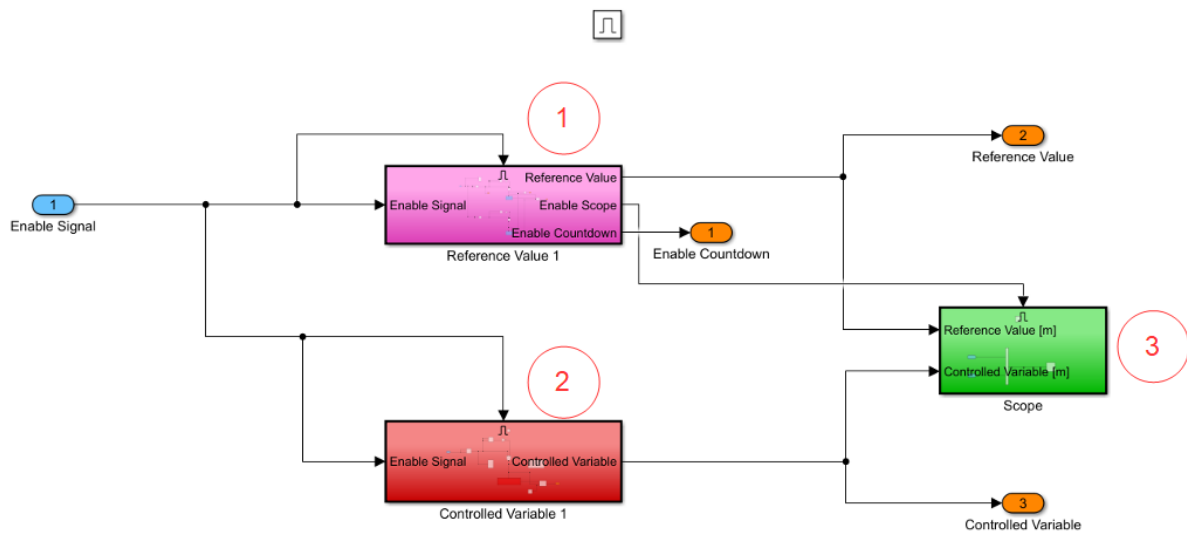 1
2
Reference Value
Reference Value
1
Enable Signal
Enable Signal
Enable Scope
Enable Countdown
Reference Value 1
1
Enable Countdown
Reference Value [m]
Controlled Variable [m]
Scope
3
2
Enable Signal
Controlled Variable
Controlled Variable 1
3
Controlled Variable